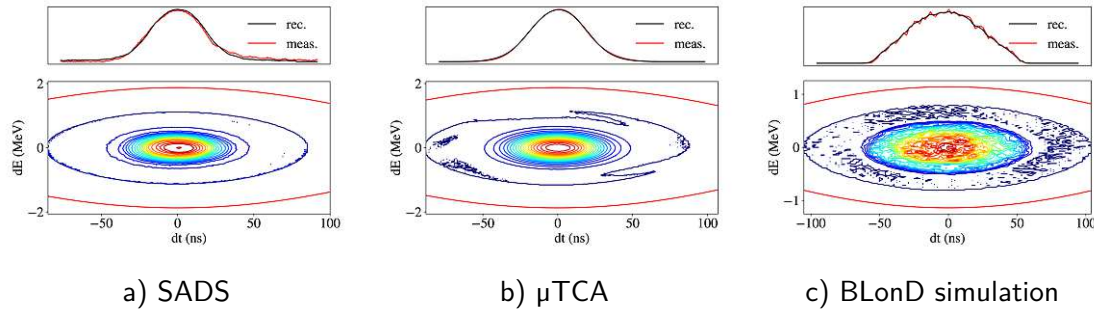 rec.
meas.
rec.
meas.
rec.
meas.
2
0
−2
dE (MeV)
−50
0
50
100
dt (ns)
2
0
−2
dE (MeV)
−50
0
50
100
dt (ns)
1
0
−1
dE (MeV)
−100
−50
0
50
100
dt (ns)
a) SADS
b) μTCA
c) BLonD simulation